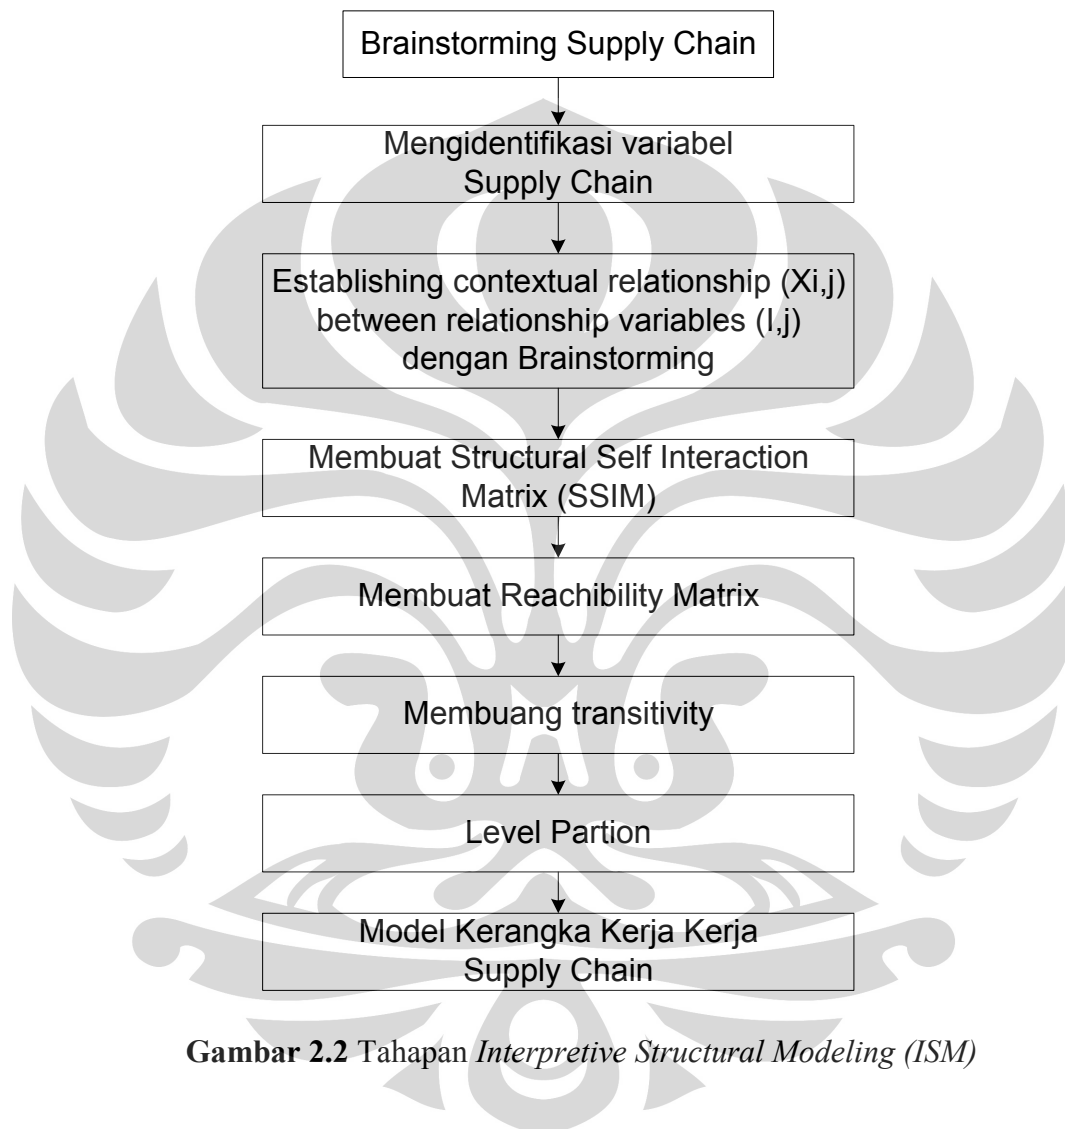 Brainstorming Supply Chain
Mengidentifikasi variabel
Supply Chain
Establishing contextual relationship (Xi,j)
between relationship variables (I,j)
dengan Brainstorming
Membuat Structural Self Interaction
Matrix (SSIM)
Membuat Reachibility Matrix
Membuang transitivity
Level Partion
Model Kerangka Kerja Kerja
Supply Chain
Gambar 2.2 Tahapan Interpretive Structural Modeling (ISM)